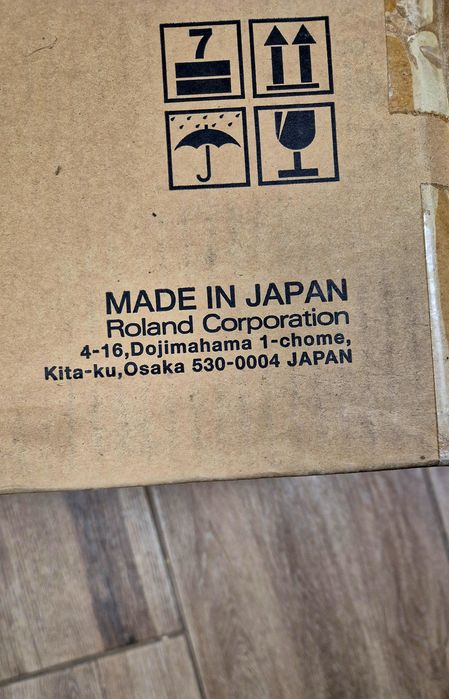 7
MADE IN JAPAN
Roland Corporation
4-16,Dojimahama 1-chome,
Kita-ku,Osaka 530-0004 JAPAN